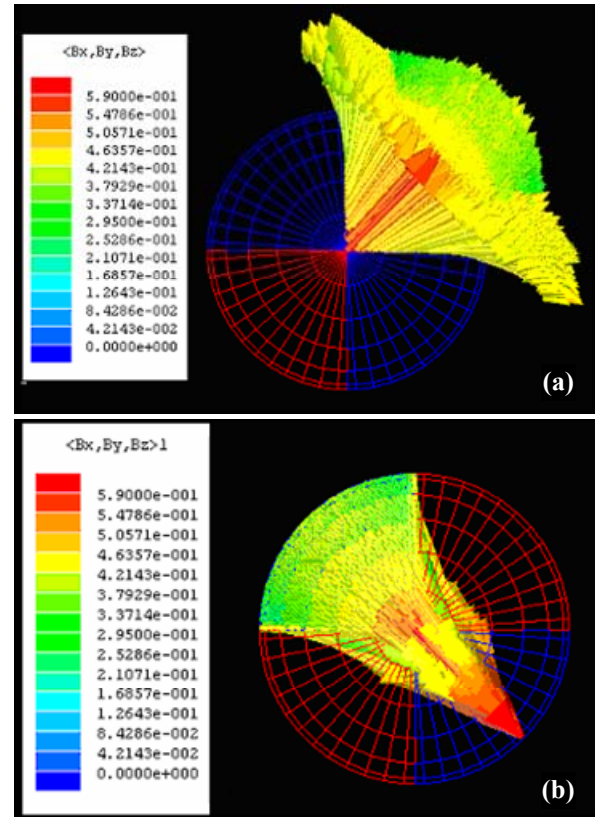 <Bx,By,Bz>
5.9000e-001
5.4786e-001
5.0571e-001
4.6357e-001
4.2143e-001
3.7929e-001
3.3714e-001
2.9500e-001
2.5286e-001
2.1071e-001
1.6857e-001
1.2643e-001
8.4286e-002
4.2143e-002
0.0000e+000
(a)
<Bx,By,Bz>1
5.9000e-001
5.4786e-001
5.0571e-001
4.6357e-001
4.2143e-001
3.7929e-001
3.3714e-001
2.9500e-001
2.5286e-001
2.1071e-001
1.6857e-001
1.2643e-001
8.4286e-002
4.2143e-002
0.0000e+000
(b)